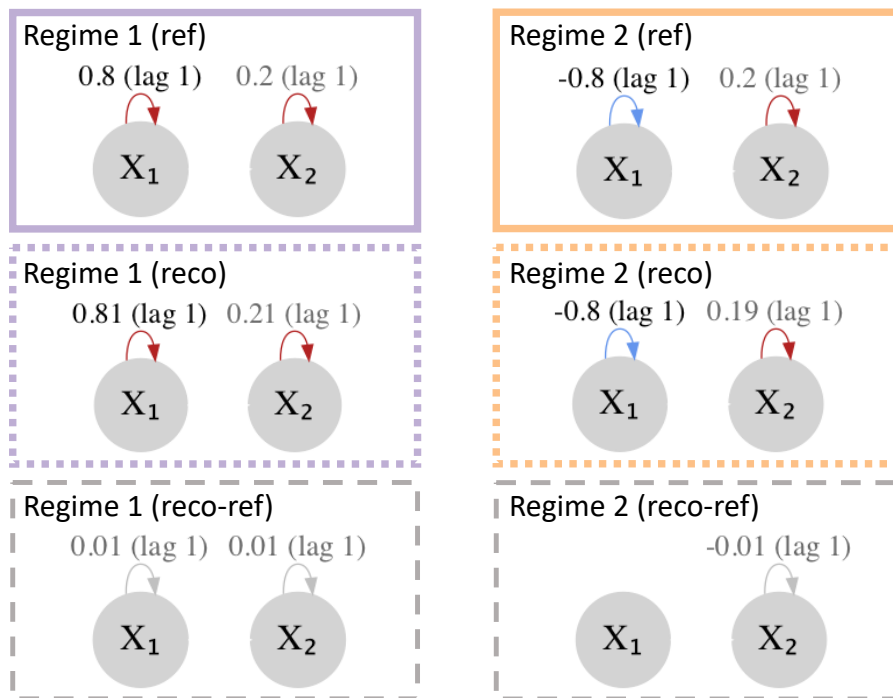 Regime 1 (ref)
0.8 (lag 1) 0.2 (lag 1)
X₁ X₂
Regime 2 (ref)
-0.8 (lag 1) 0.2 (lag 1)
X₁ X₂
Regime 1 (reco)
0.81 (lag 1) 0.21 (lag 1)
X₁ X₂
Regime 2 (reco)
-0.8 (lag 1) 0.19 (lag 1)
X₁ X₂
Regime 1 (reco-ref)
0.01 (lag 1) 0.01 (lag 1)
X₁ X₂
Regime 2 (reco-ref)
-0.01 (lag 1)
X₁ X₂